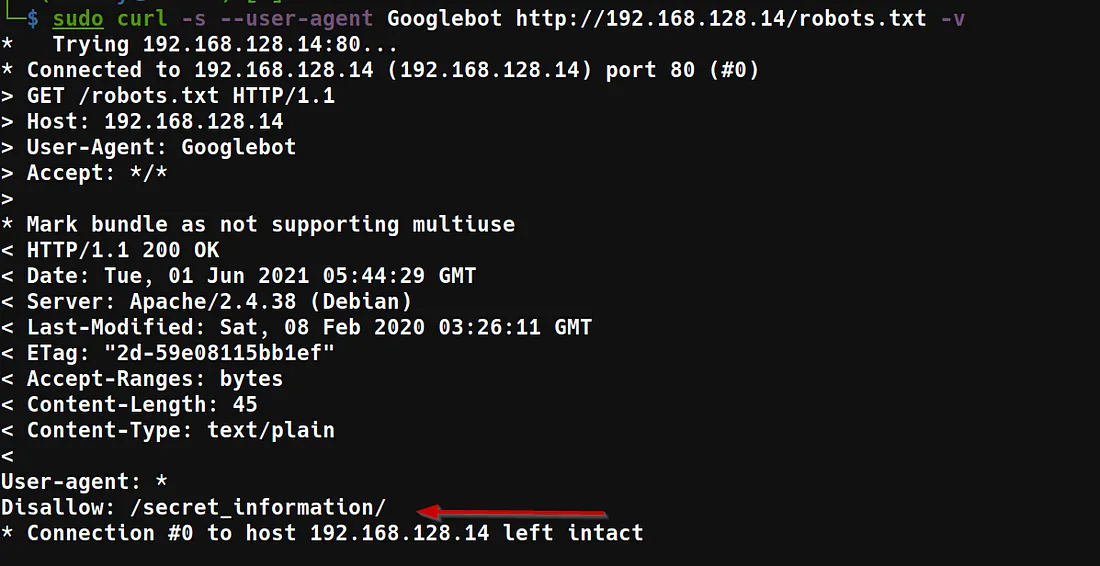 $ sudo curl -s --user-agent Googlebot http://192.168.128.14/robots.txt -v
*   Trying 192.168.128.14:80...
* Connected to 192.168.128.14 (192.168.128.14) port 80 (#0)
> GET /robots.txt HTTP/1.1
> Host: 192.168.128.14
> User-Agent: Googlebot
> Accept: */*
>
* Mark bundle as not supporting multiuse
< HTTP/1.1 200 OK
< Date: Tue, 01 Jun 2021 05:44:29 GMT
< Server: Apache/2.4.38 (Debian)
< Last-Modified: Sat, 08 Feb 2020 03:26:11 GMT
< ETag: "2d-59e08115bb1ef"
< Accept-Ranges: bytes
< Content-Length: 45
< Content-Type: text/plain
<
User-agent: *
Disallow: /secret_information/
* Connection #0 to host 192.168.128.14 left intact